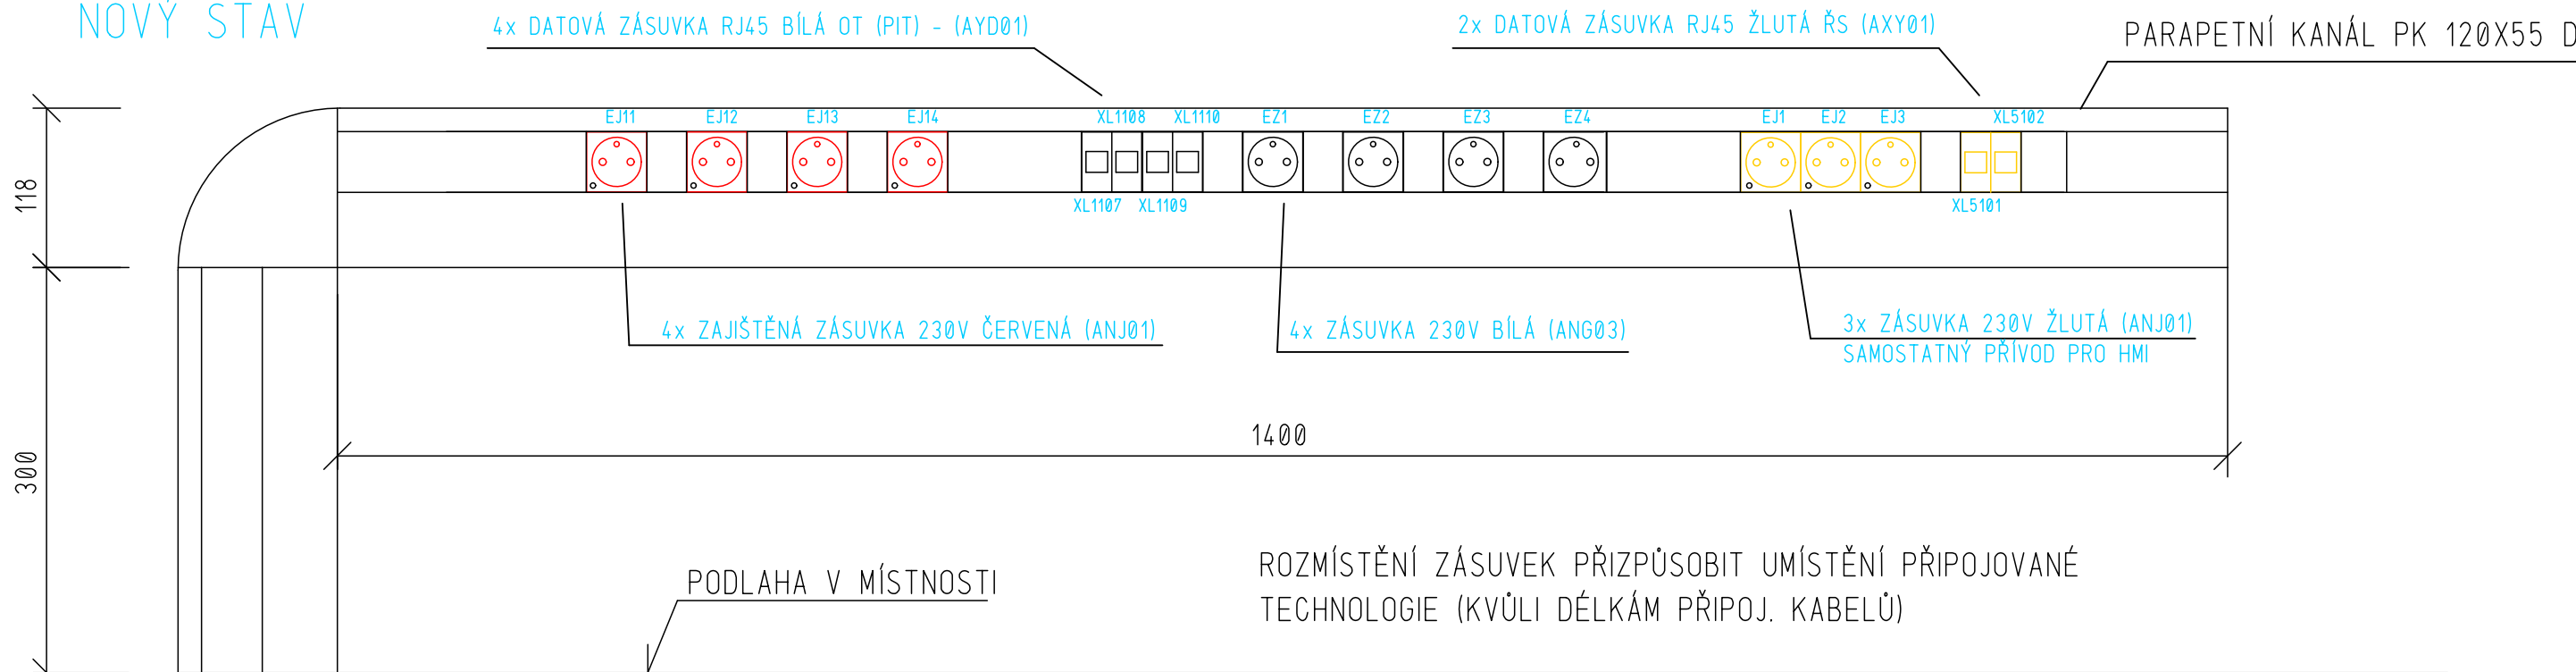 NOVÝ STAV
4x DATOVÁ ZÁSUVKA RJ45 BÍLÁ OT (PIT) - (AYD01)
2x DATOVÁ ZÁSUVKA RJ45 ŽLUTÁ ŘS (AXY01)
PARAPETNÍ KANÁL PK 120X55 D
EJ11 EJ12 EJ13 EJ14 XL1108 XL1110 EZ1 EZ2 EZ3 EZ4 EJ1 EJ2 EJ3 XL5102
118
XL1107 XL1109 XL5101
4x ZAJIŠTĚNÁ ZÁSUVKA 230V ČERVENÁ (ANJ01)
4x ZÁSUVKA 230V BÍLÁ (ANG03)
3x ZÁSUVKA 230V ŽLUTÁ (ANJ01)
SAMOSTATNÝ PŘÍVOD PRO HMI
1400
300
PODLAHA V MÍSTNOSTI
ROZMÍSTĚNÍ ZÁSUVEK PŘIZPŮSOBIT UMÍSTĚNÍ PŘIPOJOVANÉ
TECHNOLOGIE (KVŮLI DÉLKÁM PŘIPOJ. KABELŮ)